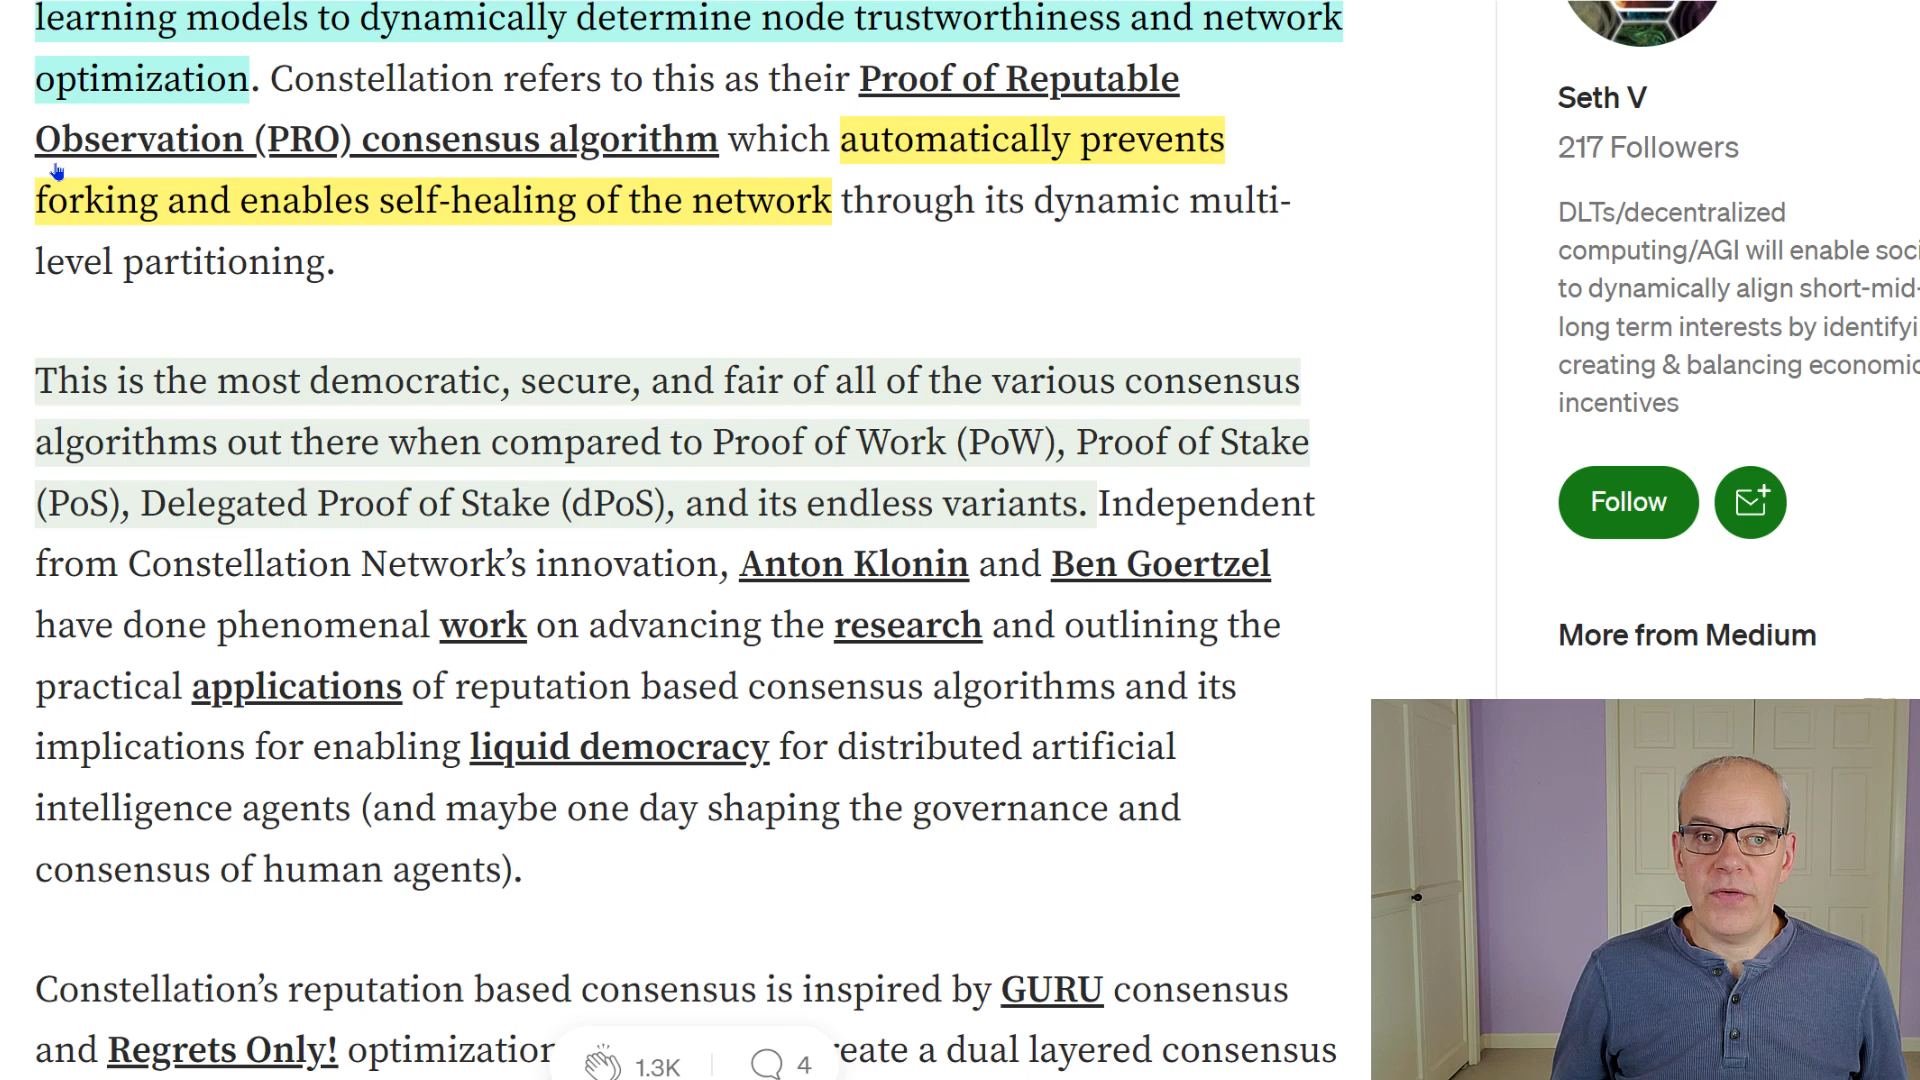 learning models to dynamically determine node trustworthiness and network
optimization. Constellation refers to this as their Proof of Reputable
Observation (PRO) consensus algorithm which automatically prevents
forking and enables self-healing of the network through its dynamic multi-
level partitioning.
This is the most democratic, secure, and fair of all of the various consensus
algorithms out there when compared to Proof of Work (PoW), Proof of Stake
(PoS), Delegated Proof of Stake (dPoS), and its endless variants. Independent
from Constellation Network’s innovation, Anton Klonin and Ben Goertzel
have done phenomenal work on advancing the research and outlining the
practical applications of reputation based consensus algorithms and its
implications for enabling liquid democracy for distributed artificial
intelligence agents (and maybe one day shaping the governance and
consensus of human agents).
Constellation’s reputation based consensus is inspired by GURU consensus
and Regrets Only! optimization eate a dual layered consensus
1.3K 4
Seth V
217 Followers
DLTs/decentralized
computing/AGI will enable soci
to dynamically align short-mid-
long term interests by identifyi
creating & balancing economic
incentives
Follow
More from Medium